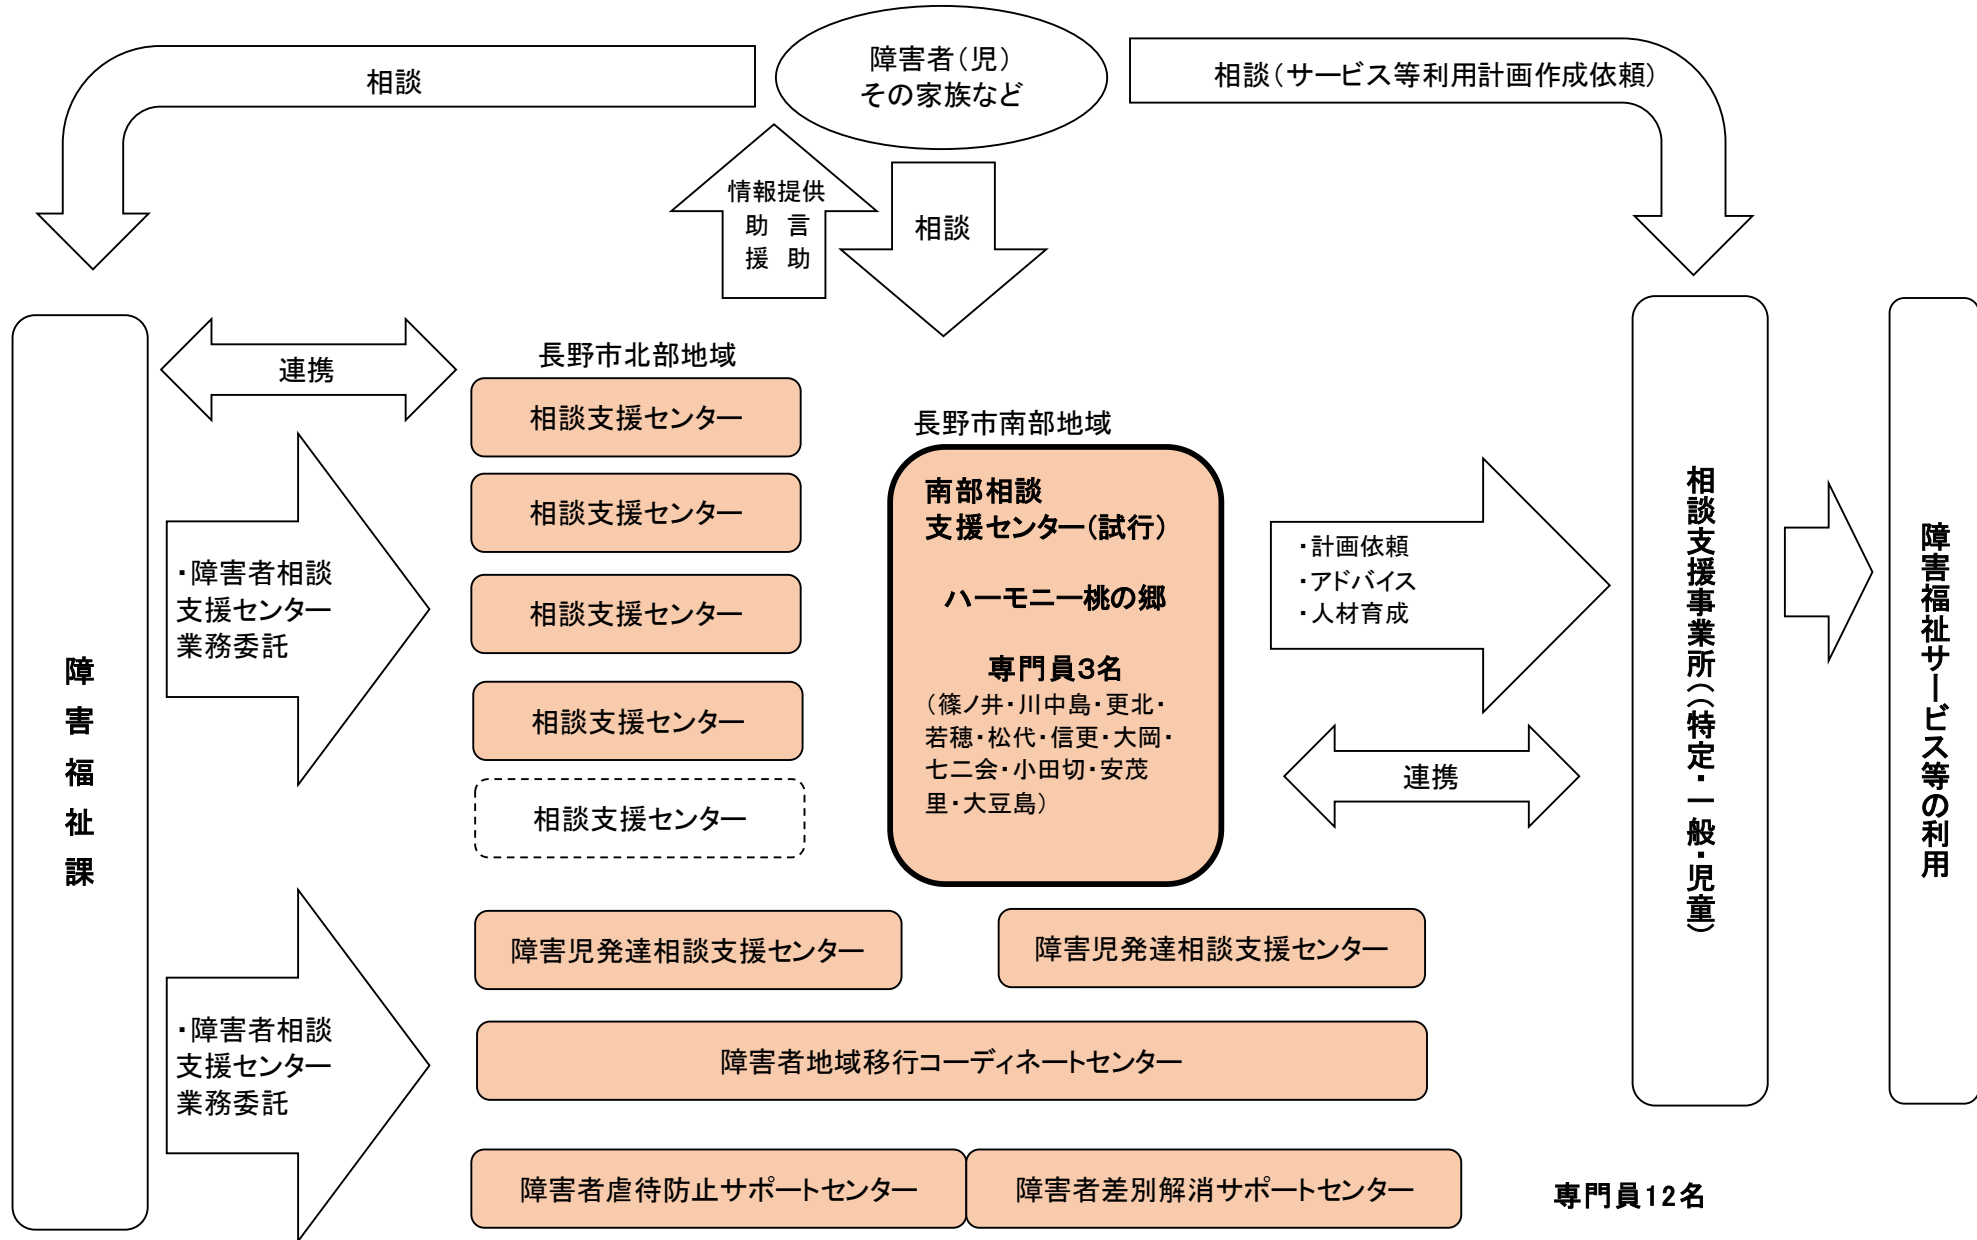 障害者(児)
その家族など
相談
相談(サービス等利用計画作成依頼)
情報提供
助 言
援 助
相談
障害福祉課
連携
・障害者相談
支援センター
業務委託
・障害者相談
支援センター
業務委託
長野市北部地域
相談支援センター
相談支援センター
相談支援センター
相談支援センター
相談支援センター
長野市南部地域
南部相談
支援センター(試行)
ハーモニー桃の郷
専門員3名
(篠ノ井・川中島・更北・
若穂・松代・信更・大岡・
七二会・小田切・安茂
里・大豆島)
・計画依頼
・アドバイス
・人材育成
連携
相談支援事業所((特定・一般・児童)
障害福祉サービス等の利用
障害児発達相談支援センター
障害児発達相談支援センター
障害者地域移行コーディネートセンター
障害者虐待防止サポートセンター
障害者差別解消サポートセンター
専門員12名